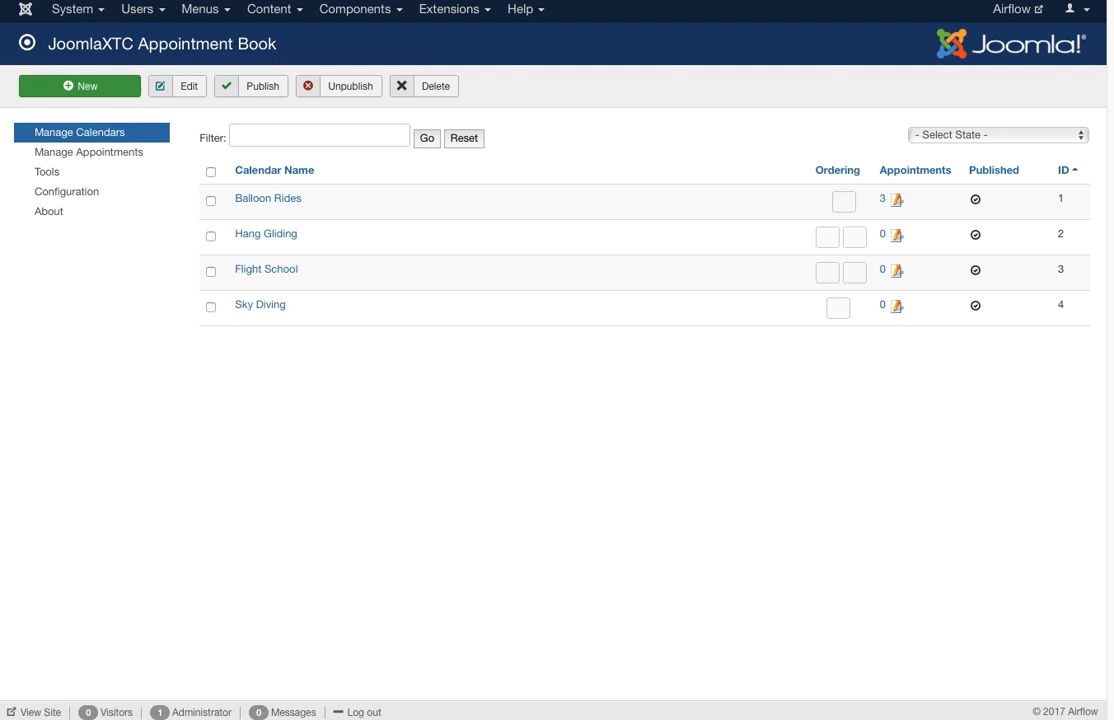 System Users Menus Content Components Extensions Help Airflow
JoomlaXTC Appointment Book Joomla!®
New Edit Publish Unpublish Delete
Manage Calendars
Manage Appointments
Tools
Configuration
About
Filter: Go Reset - Select State -
Calendar Name Ordering Appointments Published ID
Balloon Rides 3 1
Hang Gliding 0 2
Flight School 0 3
Sky Diving 0 4
View Site 0 Visitors 1 Administrator 0 Messages Log out © 2017 Airflow